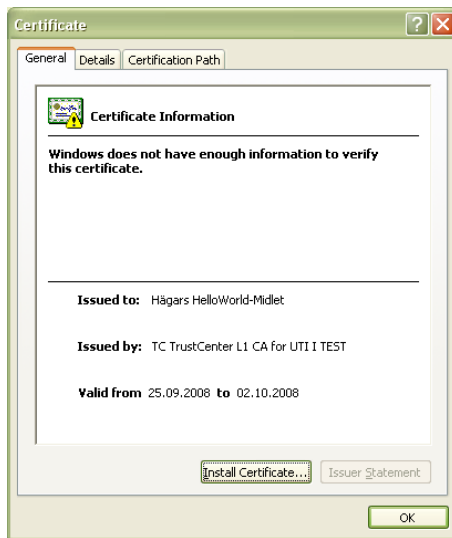 Certificate
General Details Certification Path
Certificate Information
Windows does not have enough information to verify
this certificate.
Issued to: Hägars HelloWorld-Midlet
Issued by: TC TrustCenter L1 CA for UTI I TEST
Valid from 25.09.2008 to 02.10.2008
Install Certificate... Issuer Statement
OK